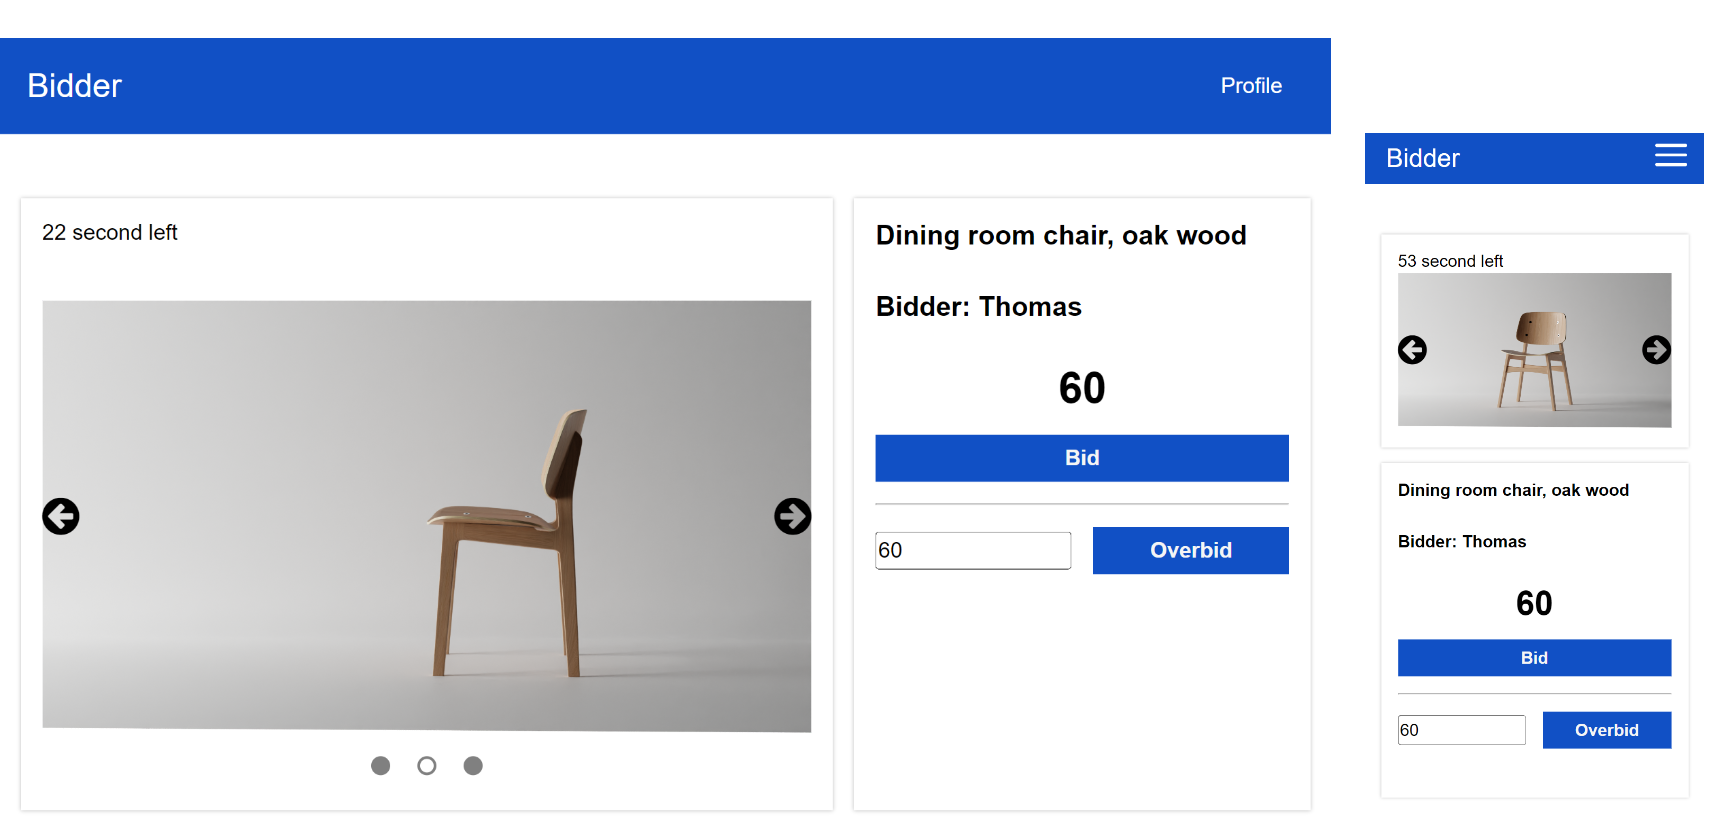 Bidder
Profile
22 second left
Dining room chair, oak wood
Bidder: Thomas
60
Bid
60
Overbid
Bidder
53 second left
Dining room chair, oak wood
Bidder: Thomas
60
Bid
60
Overbid